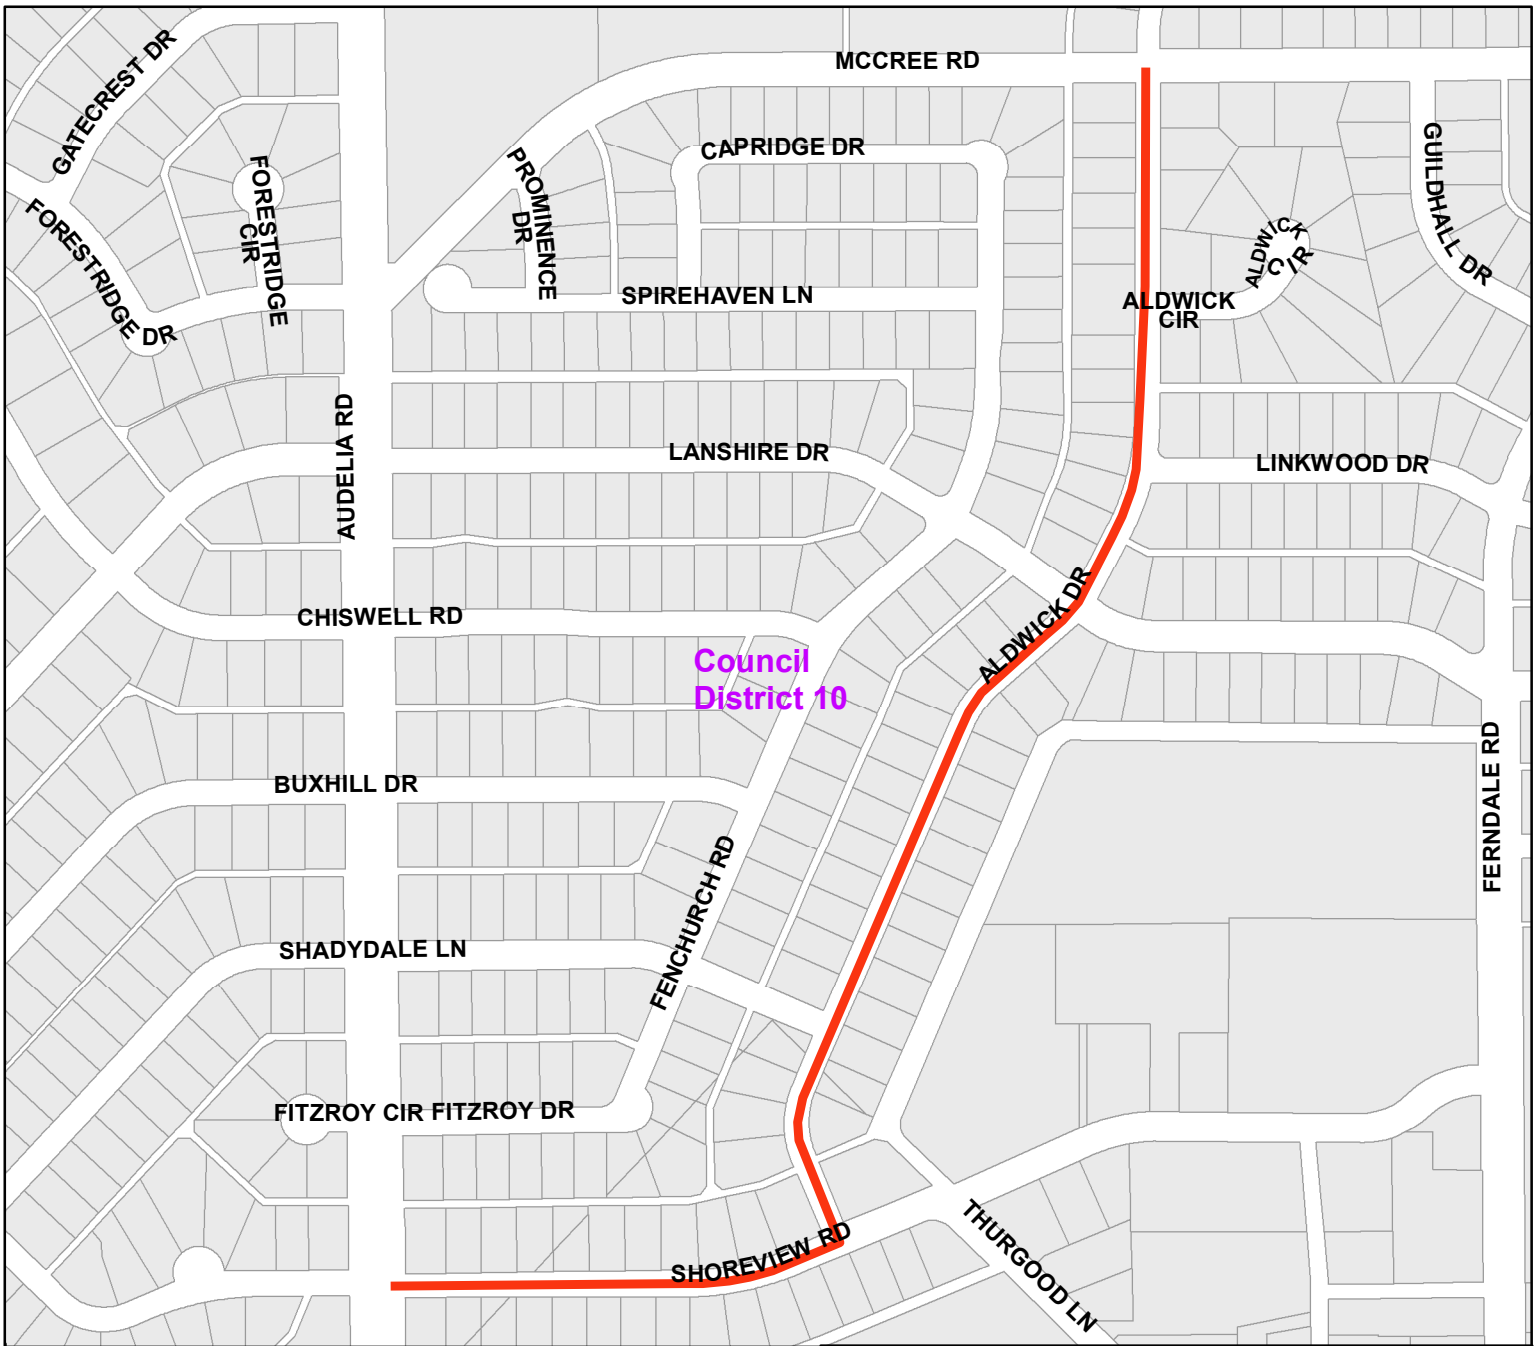 GATECREST DR
MCCREE RD
CAPRIDGE DR
PROMINENCE
DR
GUILDHALL DR
FORESTRIDGE
CIR
FORESTRIDGE DR
ALDWICK
CIR
SPIREHAVEN LN
ALDWICK
CIR
AUDELIA RD
LANSHIRE DR
LINKWOOD DR
CHISWELL RD
ALDWICK DR
Council
District 10
BUXHILL DR
FERNDALE RD
FENCHURCH RD
SHADYDALE LN
FITZROY CIR
FITZROY DR
SHOREVIEW RD
THURGOOD LN